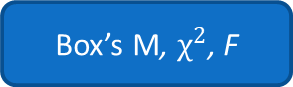 Box’s M, χ², F